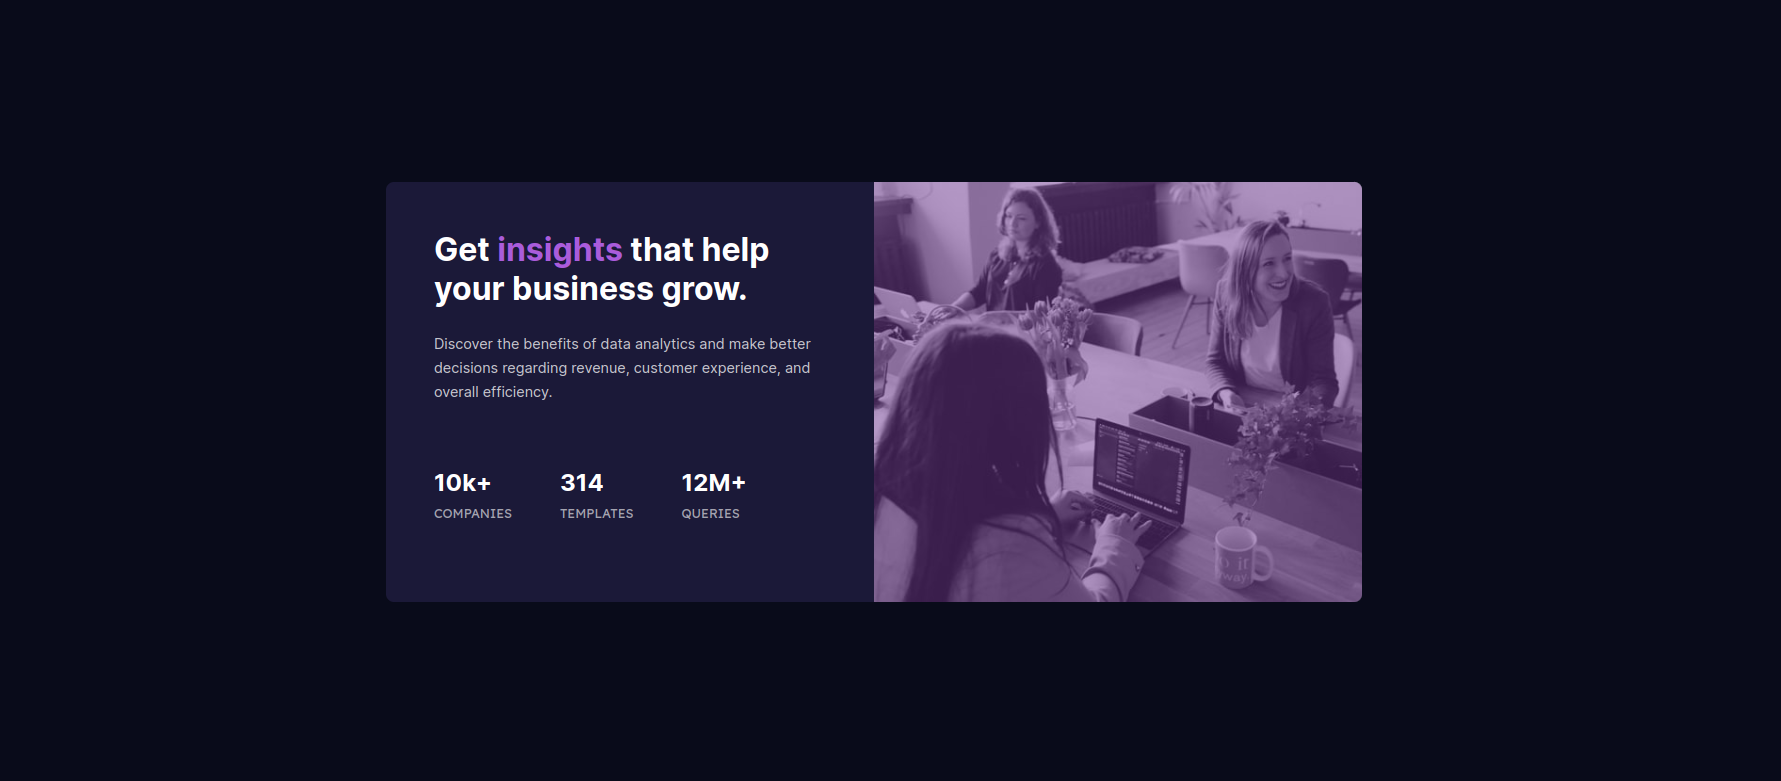 Get insights that help
your business grow.
Discover the benefits of data analytics and make better
decisions regarding revenue, customer experience, and
overall efficiency.
10k+ 314 12M+
COMPANIES TEMPLATES QUERIES